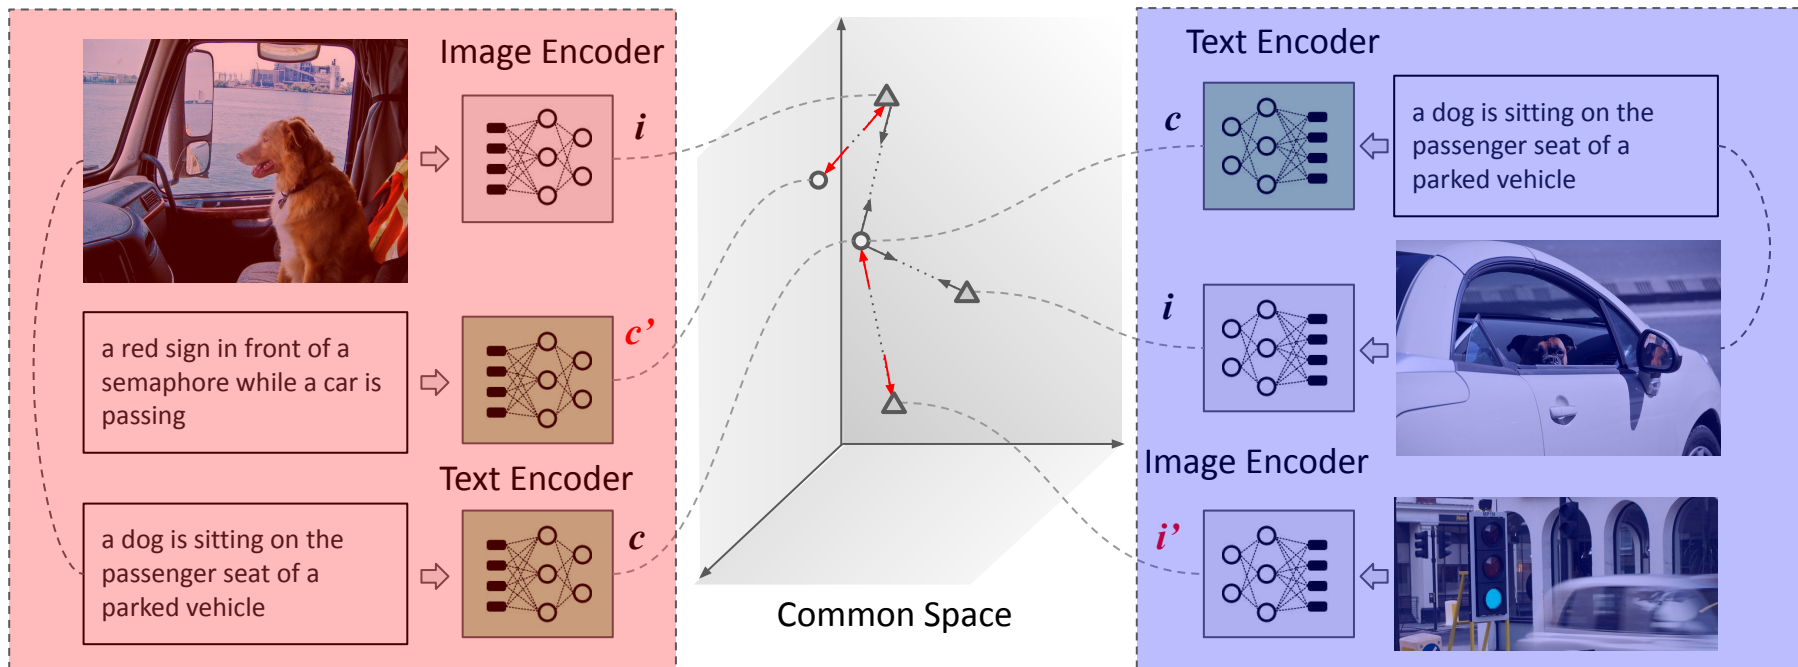 Image Encoder
i
a red sign in front of a
semaphore while a car is
passing
c’
Text Encoder
a dog is sitting on the
passenger seat of a
parked vehicle
c
Common Space
Text Encoder
c
a dog is sitting on the
passenger seat of a
parked vehicle
i
Image Encoder
i’